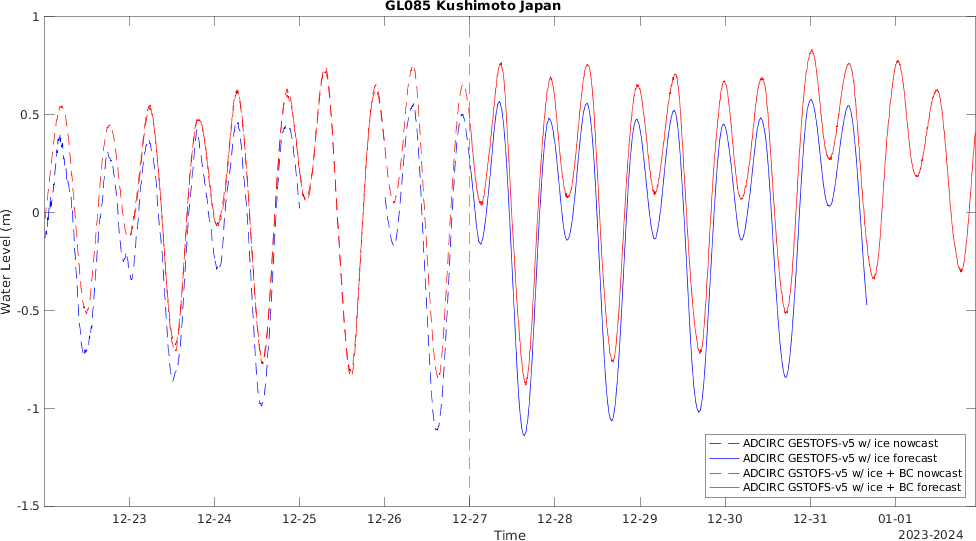 GL085 Kushimoto Japan
1
0.5
0
-0.5
-1
-1.5
Water Level (m)
12-23
12-24
12-25
12-26
12-27
12-28
12-29
12-30
12-31
01-01
Time
2023-2024
ADCIRC GESTOFS-v5 w/ ice nowcast
ADCIRC GESTOFS-v5 w/ ice forecast
ADCIRC GSTOFS-v5 w/ ice + BC nowcast
ADCIRC GSTOFS-v5 w/ ice + BC forecast